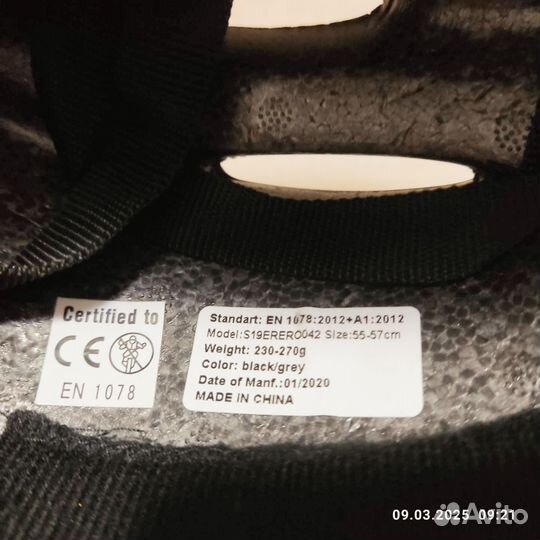 Certified to
CE
EN 1078
Standart: EN 1078:2012+A1:2012
Model:S19ERERO042 Size:55-57cm
Weight: 230-270g
Color: black/grey
Date of Manf.:01/2020
MADE IN CHINA
09.03.2025 09:21
Avito